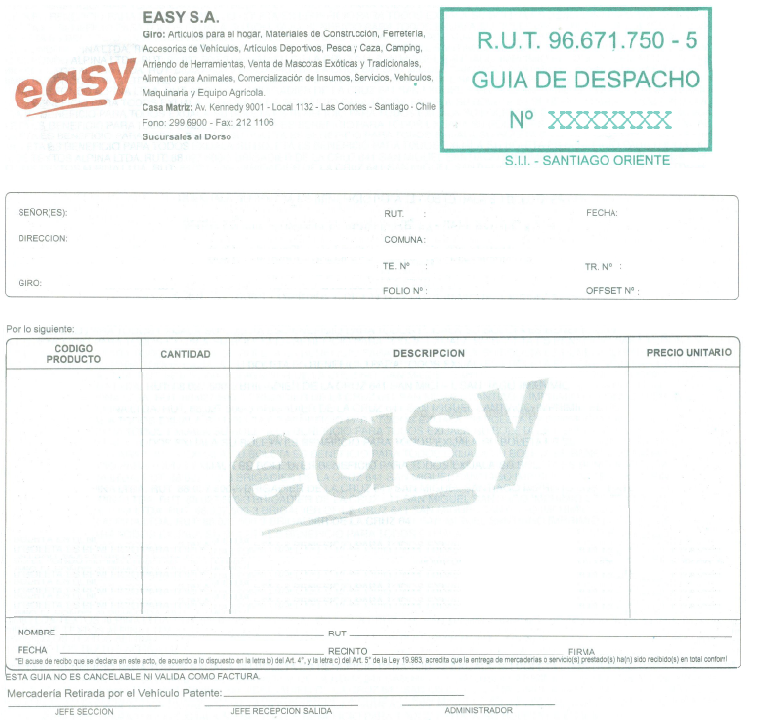 EASY S.A.
Giro: Articulos para el hogar, Materiales de Construcción, Ferretería,
Accesorios de Vehículos, Artículos Deportivos, Pesca y Caza, Camping,
Arriendo de Herramientas, Venta de Mascotas Exóticas y Tradicionales,
Alimento para Animales, Comercialización de Insumos, Servicios, Vehículos,
Maquinaria y Equipo Agrícola.
Casa Matriz: Av. Kennedy 9001 - Local 1132 - Las Condes - Santiago - Chile
Fono: 299 6900 - Fax: 212 1106
Sucursales al Dorso
easy
R.U.T. 96.671.750 - 5
GUIA DE DESPACHO
Nº XXXXXXXX
S.I.I. - SANTIAGO ORIENTE
SEÑOR(ES): RUT. : FECHA:
DIRECCION: COMUNA:
TE. Nº : TR. Nº :
GIRO: FOLIO Nº : OFFSET Nº :
Por lo siguiente:
CODIGO PRODUCTO CANTIDAD DESCRIPCION PRECIO UNITARIO
easy
NOMBRE RUT
FECHA RECINTO FIRMA
"El acuse de recibo que se declara en este acto, de acuerdo a lo dispuesto en la letra b) del Art. 4°, y la letra c) del Art. 5° de la Ley 19.983, acredita que la entrega de mercaderias o servicio(s) prestado(s) ha(n) sido recibido(s) en total conformi
ESTA GUIA NO ES CANCELABLE NI VALIDA COMO FACTURA.
Mercadería Retirada por el Vehículo Patente:
JEFE SECCION JEFE RECEPCION SALIDA ADMINISTRADOR